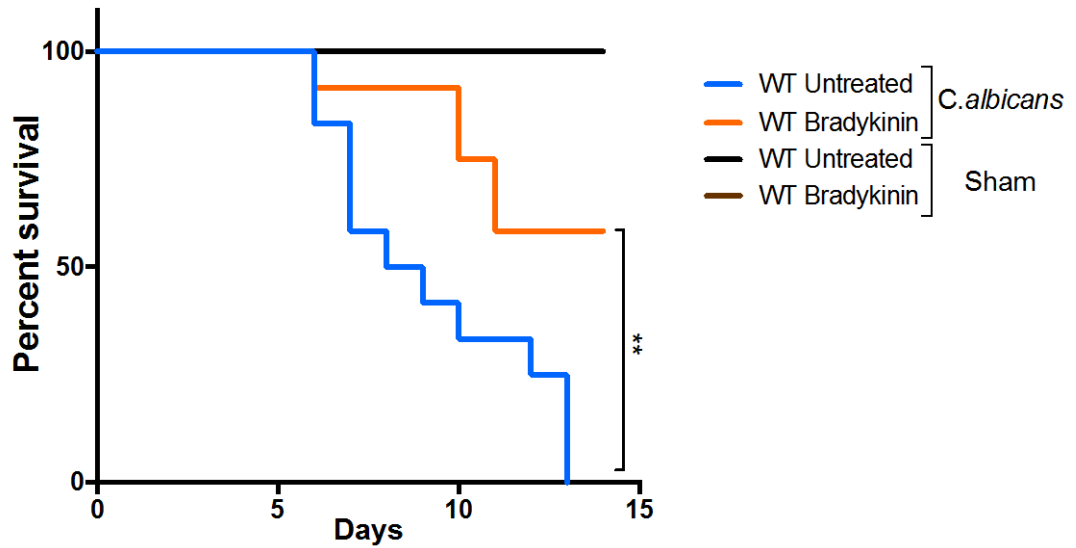 100
50
0
0
5
10
15
Percent survival
Days
**
WT Untreated
WT Bradykinin
C.albicans
WT Untreated
WT Bradykinin
Sham